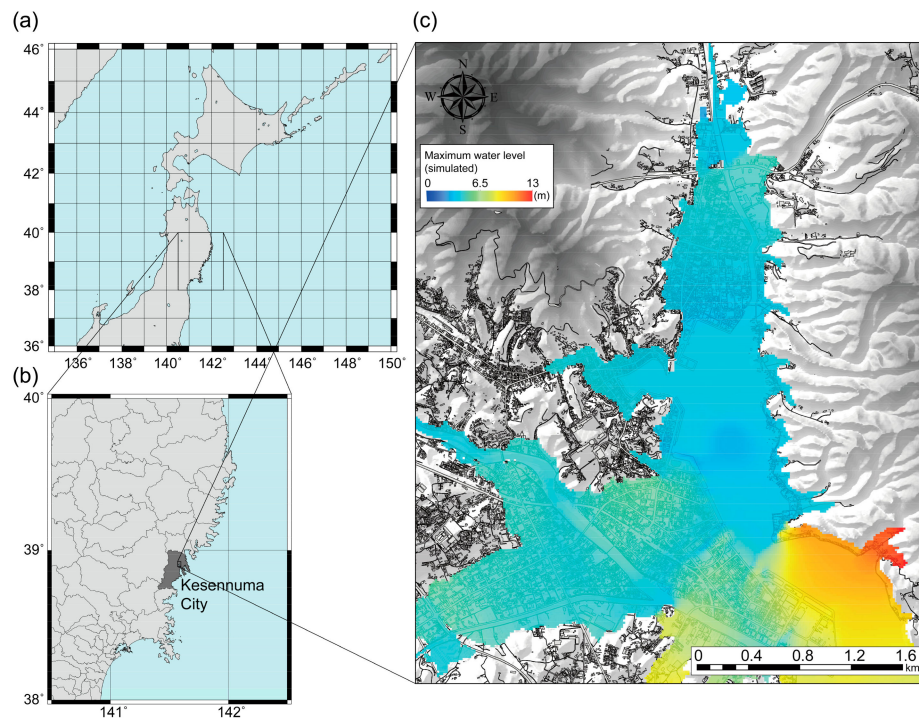 (a)
46˚
44˚
42˚
40˚
38˚
36˚
136˚ 138˚ 140˚ 142˚ 144˚ 146˚ 148˚ 150˚
(b)
40˚
39˚
38˚
141˚ 142˚
Kesennuma
City
(c)
N
W E
S
Maximum water level
(simulated)
0 6.5 13
(m)
0 0.4 0.8 1.2 1.6
km